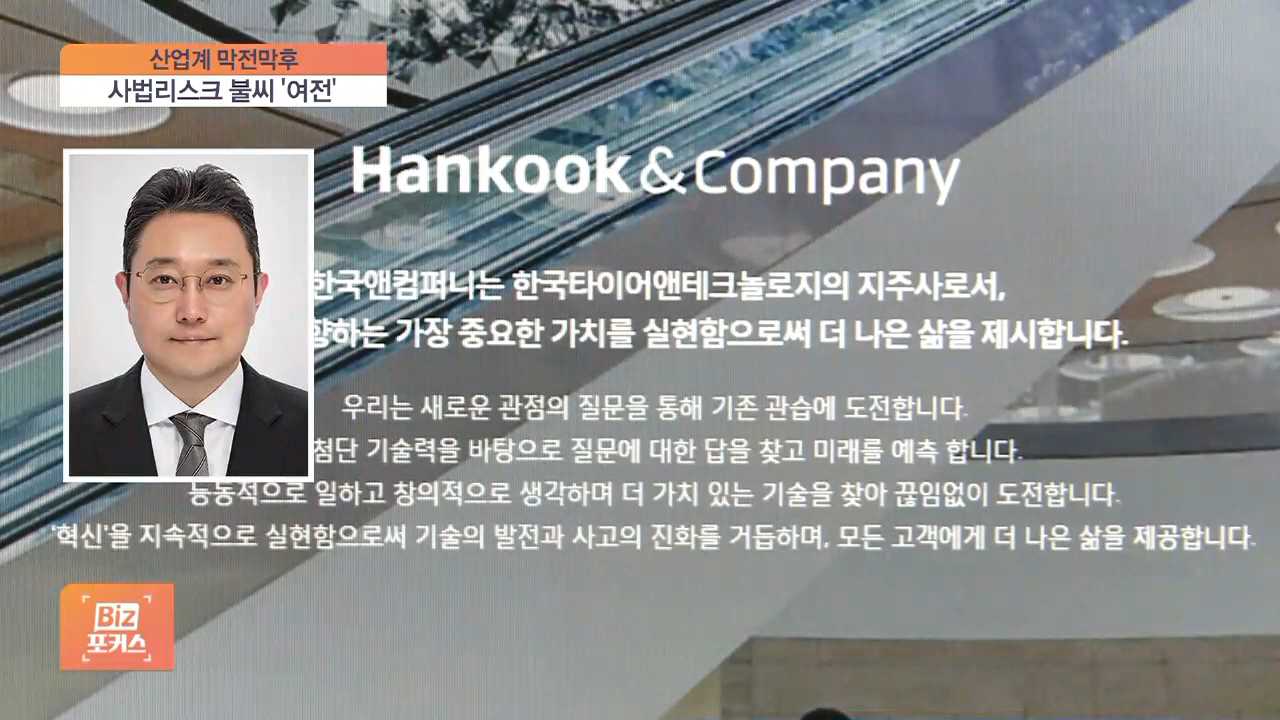 산업계 막전막후
사법리스크 불씨 '여전'
Hankook & Company
한국앤컴퍼니는 한국타이어앤테크놀로지의 지주사로서,
향하는 가장 중요한 가치를 실현함으로써 더 나은 삶을 제시합니다.
우리는 새로운 관점의 질문을 통해 기존 관습에 도전합니다.
첨단 기술력을 바탕으로 질문에 대한 답을 찾고 미래를 예측 합니다.
능동적으로 일하고 창의적으로 생각하며 더 가치 있는 기술을 찾아 끊임없이 도전합니다.
'혁신'을 지속적으로 실현함으로써 기술의 발전과 사고의 진화를 거듭하며, 모든 고객에게 더 나은 삶을 제공합니다.
Biz
포커스